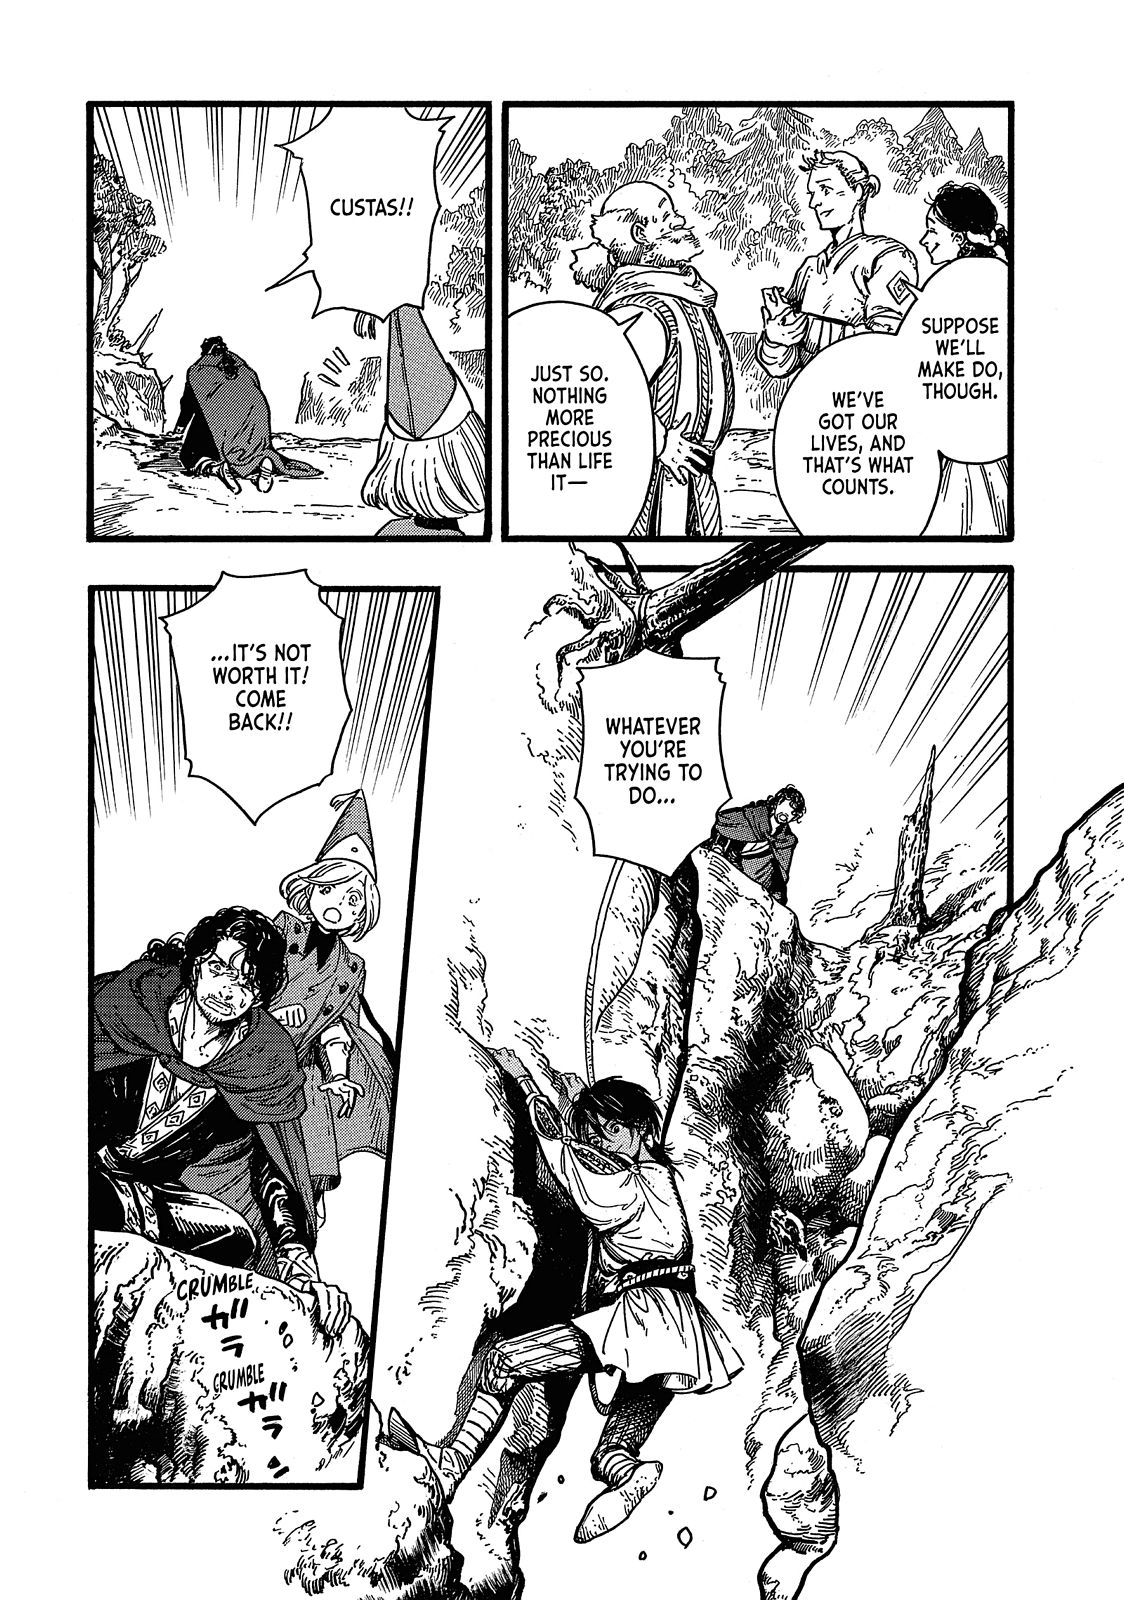 SUPPOSE
WE'LL
MAKE DO,
THOUGH.
WE'VE
GOT OUR
LIVES, AND
THAT'S WHAT
COUNTS.
JUST SO.
NOTHING
MORE
PRECIOUS
THAN LIFE
IT—
CUSTAS!!
WHATEVER
YOU'RE
TRYING TO
DO...
...IT'S NOT
WORTH IT!
COME
BACK!!
CRUMBLE
ガラ
CRUMBLE
ガラン